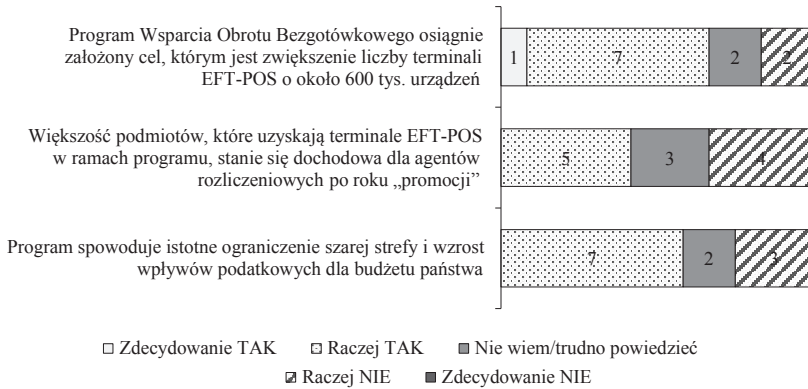 Program Wsparcia Obrotu Bezgotówkowego osiągnie
założony cel, którym jest zwiększenie liczby terminali
EFT-POS o około 600 tys. urządzeń
1 7 2 2
Większość podmiotów, które uzyskają terminale EFT-POS
w ramach programu, stanie się dochodowa dla agentów
rozliczeniowych po roku „promocji”
5 3 4
Program spowoduje istotne ograniczenie szarej strefy i wzrost
wpływów podatkowych dla budżetu państwa
7 2 3
Zdecydowanie TAK Raczej TAK Nie wiem/trudno powiedzieć
Raczej NIE Zdecydowanie NIE